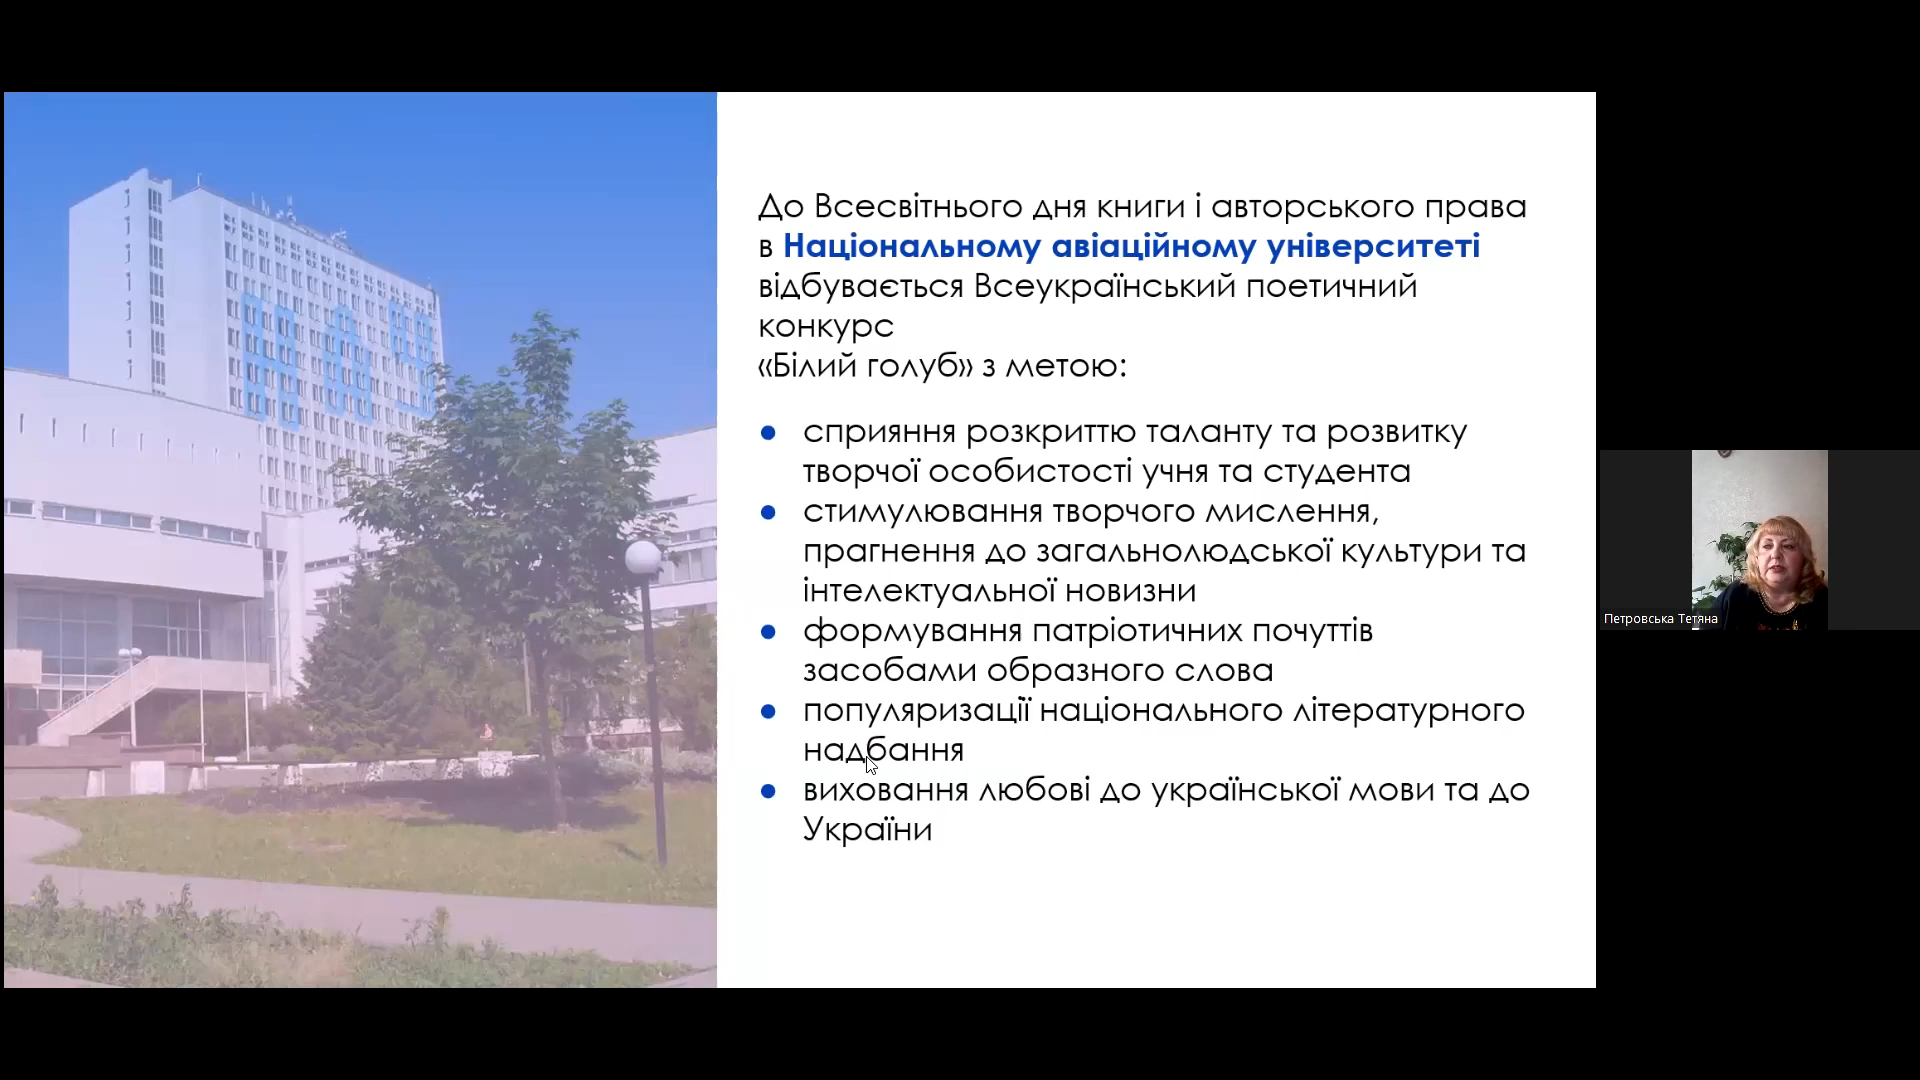 До Всесвітнього дня книги і авторського права
в Національному авіаційному університеті
відбувається Всеукраїнський поетичний
конкурс
«Білий голуб» з метою:
● сприяння розкриттю таланту та розвитку
творчої особистості учня та студента
● стимулювання творчого мислення,
прагнення до загальнолюдської культури та
інтелектуальної новизни
● формування патріотичних почуттів
засобами образного слова
● популяризації національного літературного
надбання
● виховання любові до української мови та до
України
Петровська Тетяна